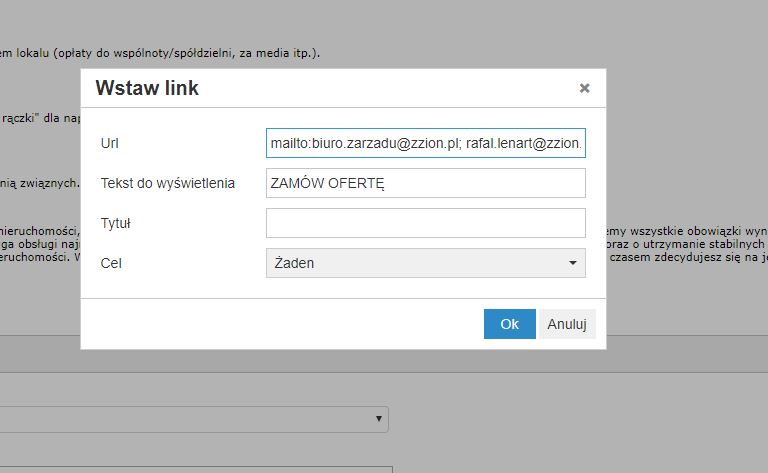 em lokalu (opłaty do wspólnoty/spółdzielni, za media itp.).
Wstaw link
rączki" dla nap
Url
mailto:biuro.zarzadu@zzion.pl; rafal.lenart@zzion.
nią związnych.
Tekst do wyświetlenia
ZAMÓW OFERTĘ
Tytuł
nieruchomości,
emy wszystkie obowiązki wyn
ga obsługi naj
oraz o utrzymanie stabilnych
eruchomości. W
czasem zdecydujesz się na je
Cel
Żaden
Ok
Anuluj